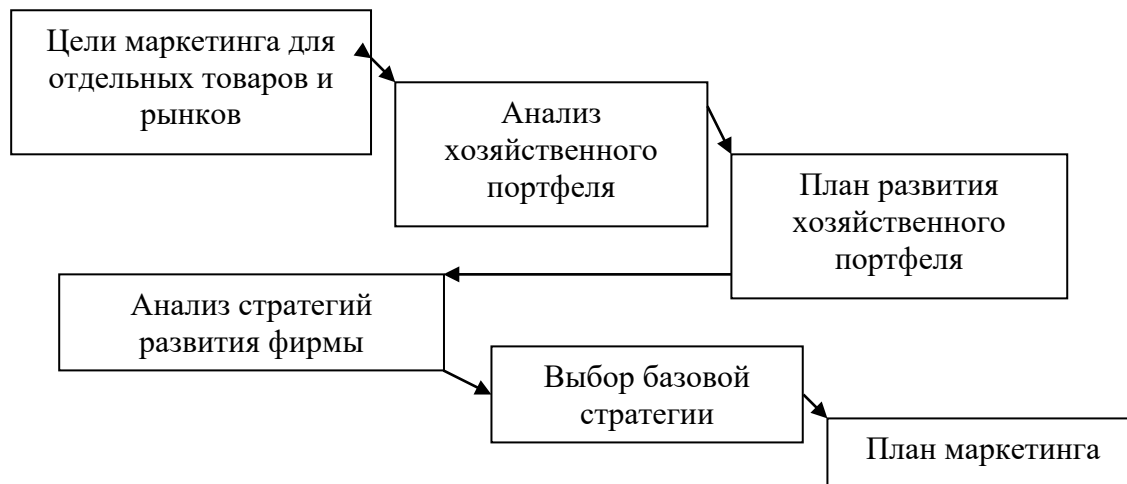 Цели маркетинга для
отдельных товаров и
рынков
Анализ
хозяйственного
портфеля
План развития
хозяйственного
портфеля
Анализ стратегий
развития фирмы
Выбор базовой
стратегии
План маркетинга